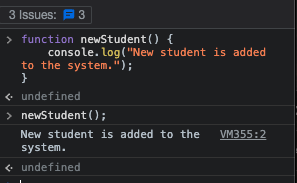 3 Issues: 3
> function newStudent() {
    console.log("New student is added
to the system.");
}
<· undefined
> newStudent();
New student is added to the VM355:2
system.
<· undefined